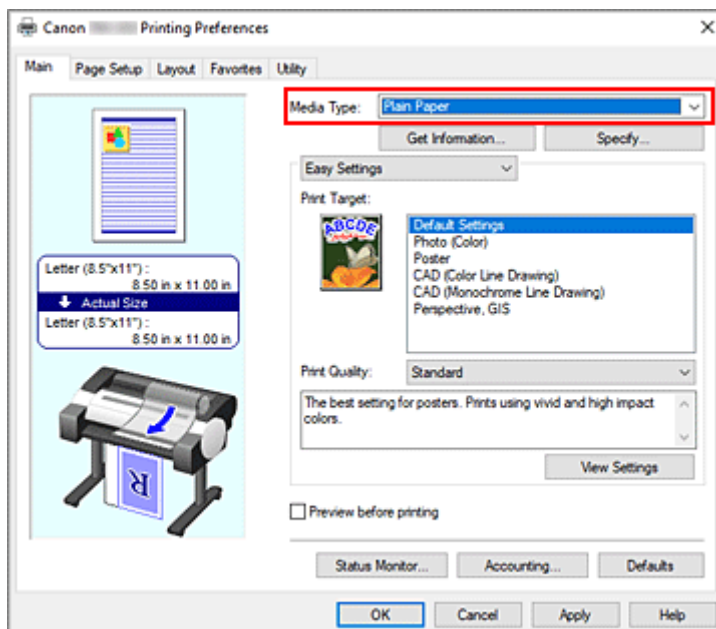 Canon Printing Preferences
Main Page Setup Layout Favorites Utility
Media Type: Plain Paper
Get Information... Specify...
Easy Settings
Print Target:
ABCDE
Default Settings
Photo (Color)
Poster
CAD (Color Line Drawing)
CAD (Monochrome Line Drawing)
Perspective, GIS
Letter (8.5"x11") :
8.50 in x 11.00 in
Actual Size
Letter (8.5"x11") :
8.50 in x 11.00 in
R
Print Quality: Standard
The best setting for posters. Prints using vivid and high impact
colors.
View Settings
Preview before printing
Status Monitor... Accounting... Defaults
OK Cancel Apply Help